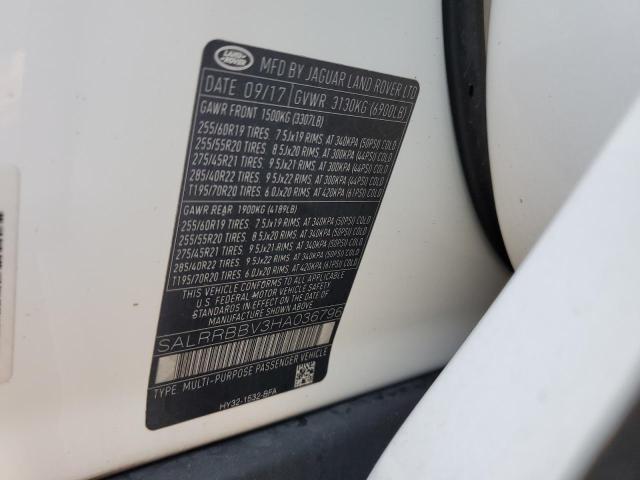 LAND ROVER
MFD BY JAGUAR LAND ROVER LTD
DATE 09/17 GVWR 3130KG (6900LB)
GAWR FRONT 1500KG (3307LB)
255/60R19 TIRES 7.5Jx19 RIMS, AT 340KPA (50PSI) COLD
255/55R20 TIRES 8.5Jx20 RIMS, AT 300KPA (44PSI) COLD
275/45R21 TIRES 9.5Jx21 RIMS, AT 300KPA (44PSI) COLD
285/40R22 TIRES 9.5Jx22 RIMS, AT 300KPA (44PSI) COLD
T195/70R20 TIRES 6.0Jx20 RIMS, AT 420KPA (61PSI) COLD
GAWR REAR 1900KG (4189LB)
255/60R19 TIRES 7.5Jx19 RIMS, AT 340KPA (50PSI) COLD
255/55R20 TIRES 8.5Jx20 RIMS, AT 340KPA (50PSI) COLD
275/45R21 TIRES 9.5Jx21 RIMS, AT 340KPA (50PSI) COLD
285/40R22 TIRES 9.5Jx22 RIMS, AT 340KPA (50PSI) COLD
T195/70R20 TIRES 6.0Jx20 RIMS, AT 420KPA (61PSI) COLD
THIS VEHICLE CONFORMS TO ALL APPLICABLE
U.S. FEDERAL MOTOR VEHICLE SAFETY
STANDARDS IN EFFECT ON THE DATE OF
MANUFACTURE SHOWN ABOVE.
SALRRBBV3HA036796
TYPE: MULTI-PURPOSE PASSENGER VEHICLE
HY32-1532-BFA